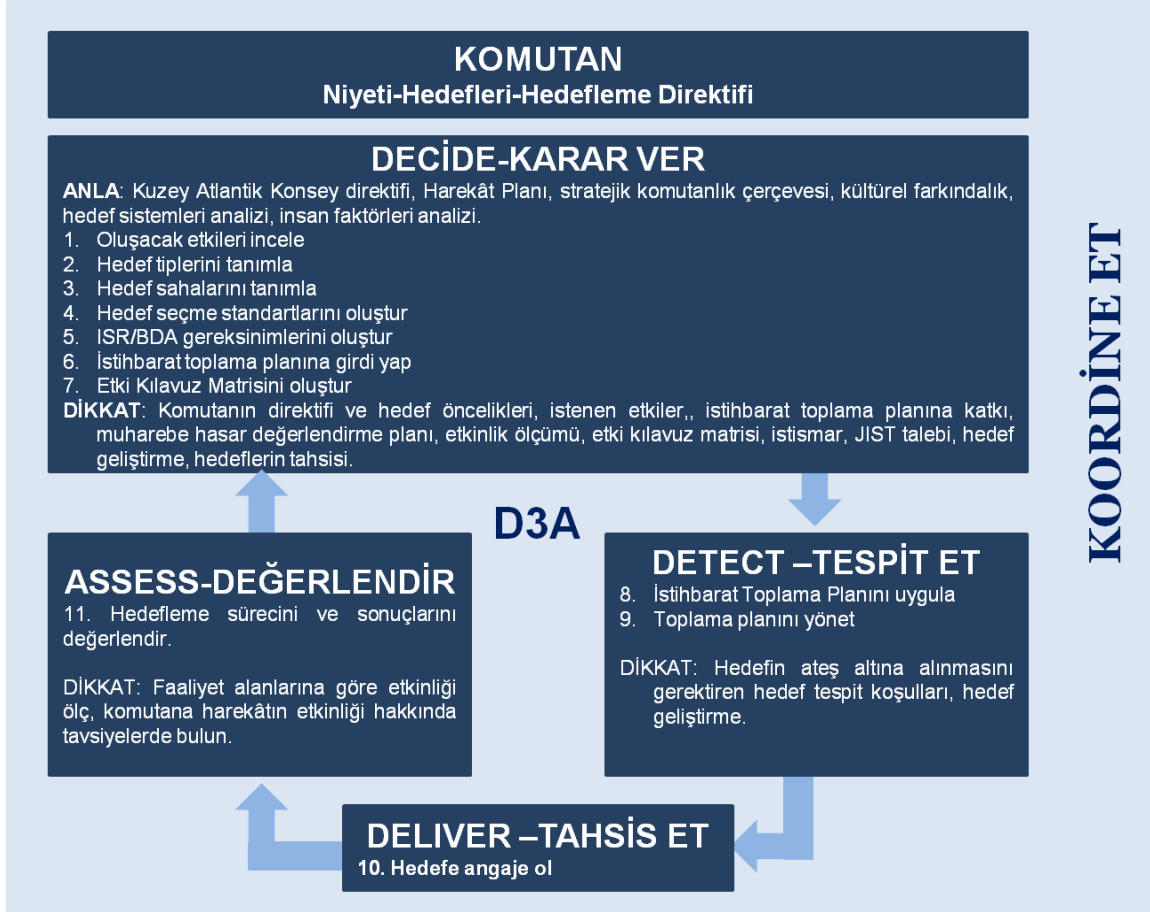 KOMUTAN
Niyeti-Hedefleri-Hedefleme Direktifi
DECİDE-KARAR VER
ANLA: Kuzey Atlantik Konsey direktifi, Harekât Planı, stratejik komutanlık çerçevesi, kültürel farkındalık,
hedef sistemleri analizi, insan faktörleri analizi.
1. Oluşacak etkileri incele
2. Hedef tiplerini tanımla
3. Hedef sahalarını tanımla
4. Hedef seçme standartlarını oluştur
5. ISR/BDA gereksinimlerini oluştur
6. İstihbarat toplama planına girdi yap
7. Etki Kılavuz Matrisini oluştur
DİKKAT: Komutanın direktifi ve hedef öncelikleri, istenen etkiler,, istihbarat toplama planına katkı,
muharebe hasar değerlendirme planı, etkinlik ölçümü, etki kılavuz matrisi, istismar, JIST talebi, hedef
geliştirme, hedeflerin tahsisi.
D3A
DETECT –TESPİT ET
8. İstihbarat Toplama Planını uygula
9. Toplama planını yönet
DİKKAT: Hedefin ateş altına alınmasını
gerektiren hedef tespit koşulları, hedef
geliştirme.
DELIVER –TAHSİS ET
10. Hedefe angaje ol
ASSESS-DEĞERLENDİR
11. Hedefleme sürecini ve sonuçlarını
değerlendir.
DİKKAT: Faaliyet alanlarına göre etkinliği
ölç, komutana harekâtın etkinliği hakkında
tavsiyelerde bulun.
KOORDİNE ET